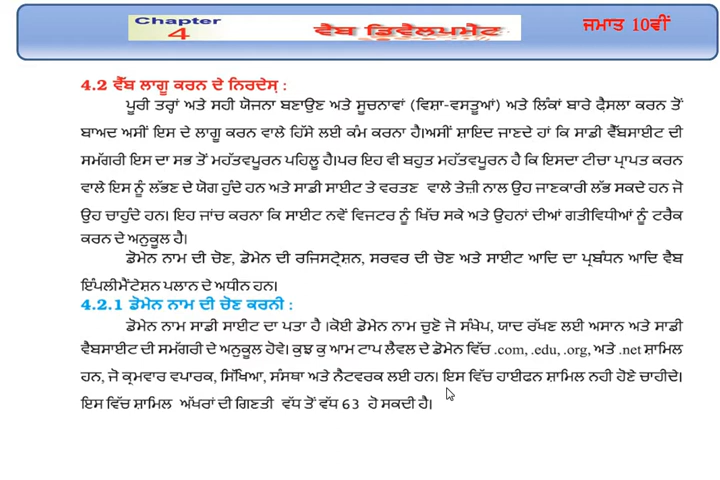 Chapter
4
ਵੈਬ ਡਿਵੈਲਪਮੇਂਟ
ਜਮਾਤ 10ਵੀਂ
4.2 ਵੈੱਬ ਲਾਗੂ ਕਰਨ ਦੇ ਨਿਰਦੇਸ਼ :
ਪੂਰੀ ਤਰ੍ਹਾਂ ਅਤੇ ਸਹੀ ਯੋਜਨਾ ਬਣਾਉਣ ਅਤੇ ਸੂਚਨਾਵਾਂ (ਵਿਸ਼ਾ-ਵਸਤੂਆਂ) ਅਤੇ ਲਿੰਕਾਂ ਬਾਰੇ ਫ਼ੈਸਲਾ ਕਰਨ ਤੋਂ
ਬਾਅਦ ਅਸੀਂ ਇਸ ਦੇ ਲਾਗੂ ਕਰਨ ਵਾਲੇ ਹਿੱਸੇ ਲਈ ਕੰਮ ਕਰਨਾ ਹੈ।ਅਸੀਂ ਸ਼ਾਇਦ ਜਾਣਦੇ ਹਾਂ ਕਿ ਸਾਡੀ ਵੈੱਬਸਾਈਟ ਦੀ
ਸਮੱਗਰੀ ਇਸ ਦਾ ਸਭ ਤੋਂ ਮਹੱਤਵਪੂਰਨ ਪਹਿਲੂ ਹੈ।ਪਰ ਇਹ ਵੀ ਬਹੁਤ ਮਹੱਤਵਪੂਰਨ ਹੈ ਕਿ ਇਸਦਾ ਟੀਚਾ ਪ੍ਰਾਪਤ ਕਰਨ
ਵਾਲੇ ਇਸ ਨੂੰ ਲੱਭਣ ਦੇ ਯੋਗ ਹੁੰਦੇ ਹਨ ਅਤੇ ਸਾਡੀ ਸਾਈਟ ਤੇ ਵਰਤਣ ਵਾਲੇ ਤੇਜ਼ੀ ਨਾਲ ਉਹ ਜਾਣਕਾਰੀ ਲੱਭ ਸਕਦੇ ਹਨ ਜੋ
ਉਹ ਚਾਹੁੰਦੇ ਹਨ। ਇਹ ਜਾਂਚ ਕਰਨਾ ਕਿ ਸਾਈਟ ਨਵੇਂ ਵਿਜਟਰ ਨੂੰ ਖਿੱਚ ਸਕੇ ਅਤੇ ਉਹਨਾਂ ਦੀਆਂ ਗਤੀਵਿਧੀਆਂ ਨੂੰ ਟਰੈਕ
ਕਰਨ ਦੇ ਅਨੁਕੂਲ ਹੈ।
ਡੋਮੇਨ ਨਾਮ ਦੀ ਚੋਣ, ਡੋਮੇਨ ਦੀ ਰਜਿਸਟ੍ਰੇਸ਼ਨ, ਸਰਵਰ ਦੀ ਚੋਣ ਅਤੇ ਸਾਈਟ ਆਦਿ ਦਾ ਪ੍ਰਬੰਧਨ ਆਦਿ ਵੈਬ
ਇੰਪਲੀਮੈਂਟੇਸ਼ਨ ਪਲਾਨ ਦੇ ਅਧੀਨ ਹਨ।
4.2.1 ਡੋਮੇਨ ਨਾਮ ਦੀ ਚੋਣ ਕਰਨੀ :
ਡੋਮੇਨ ਨਾਮ ਸਾਡੀ ਸਾਈਟ ਦਾ ਪਤਾ ਹੈ ।ਕੋਈ ਡੋਮੇਨ ਨਾਮ ਚੁਣੋ ਜੋ ਸੰਖੇਪ, ਯਾਦ ਰੱਖਣ ਲਈ ਅਸਾਨ ਅਤੇ ਸਾਡੀ
ਵੈਬਸਾਈਟ ਦੀ ਸਮੱਗਰੀ ਦੇ ਅਨੁਕੂਲ ਹੋਵੇ। ਕੁਝ ਕੁ ਆਮ ਟਾਪ ਲੈਵਲ ਦੇ ਡੋਮੇਨ ਵਿੱਚ .com, .edu, .org, ਅਤੇ .net ਸ਼ਾਮਿਲ
ਹਨ, ਜੋ ਕ੍ਰਮਵਾਰ ਵਪਾਰਕ, ਸਿੱਖਿਆ, ਸੰਸਥਾ ਅਤੇ ਨੈਟਵਰਕ ਲਈ ਹਨ। ਇਸ ਵਿੱਚ ਹਾਈਫਨ ਸ਼ਾਮਿਲ ਨਹੀ ਹੋਣੇ ਚਾਹੀਦੇ।
ਇਸ ਵਿੱਚ ਸ਼ਾਮਿਲ ਅੱਖਰਾਂ ਦੀ ਗਿਣਤੀ ਵੱਧ ਤੋਂ ਵੱਧ 63 ਹੋ ਸਕਦੀ ਹੈ।